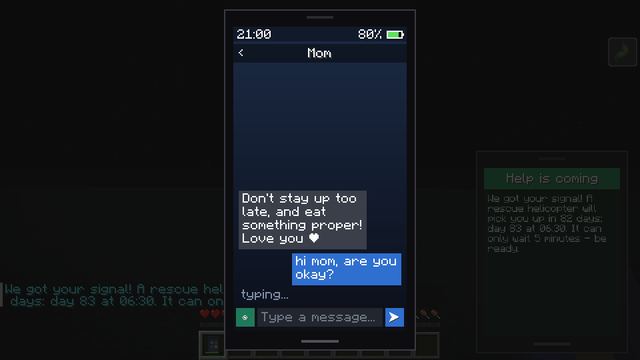 21:00 80%
< Mom
Don't stay up too
late, and eat
something proper!
Love you ♥
hi mom, are you
okay?
typing...
Type a message...
Help is coming
We got your signal! A
rescue helicopter will
pick you up in 82 days:
day 83 at 06:30. It can
only wait 5 minutes - be
ready.
We got your signal! A rescue hel
days: day 83 at 06:30. It can on